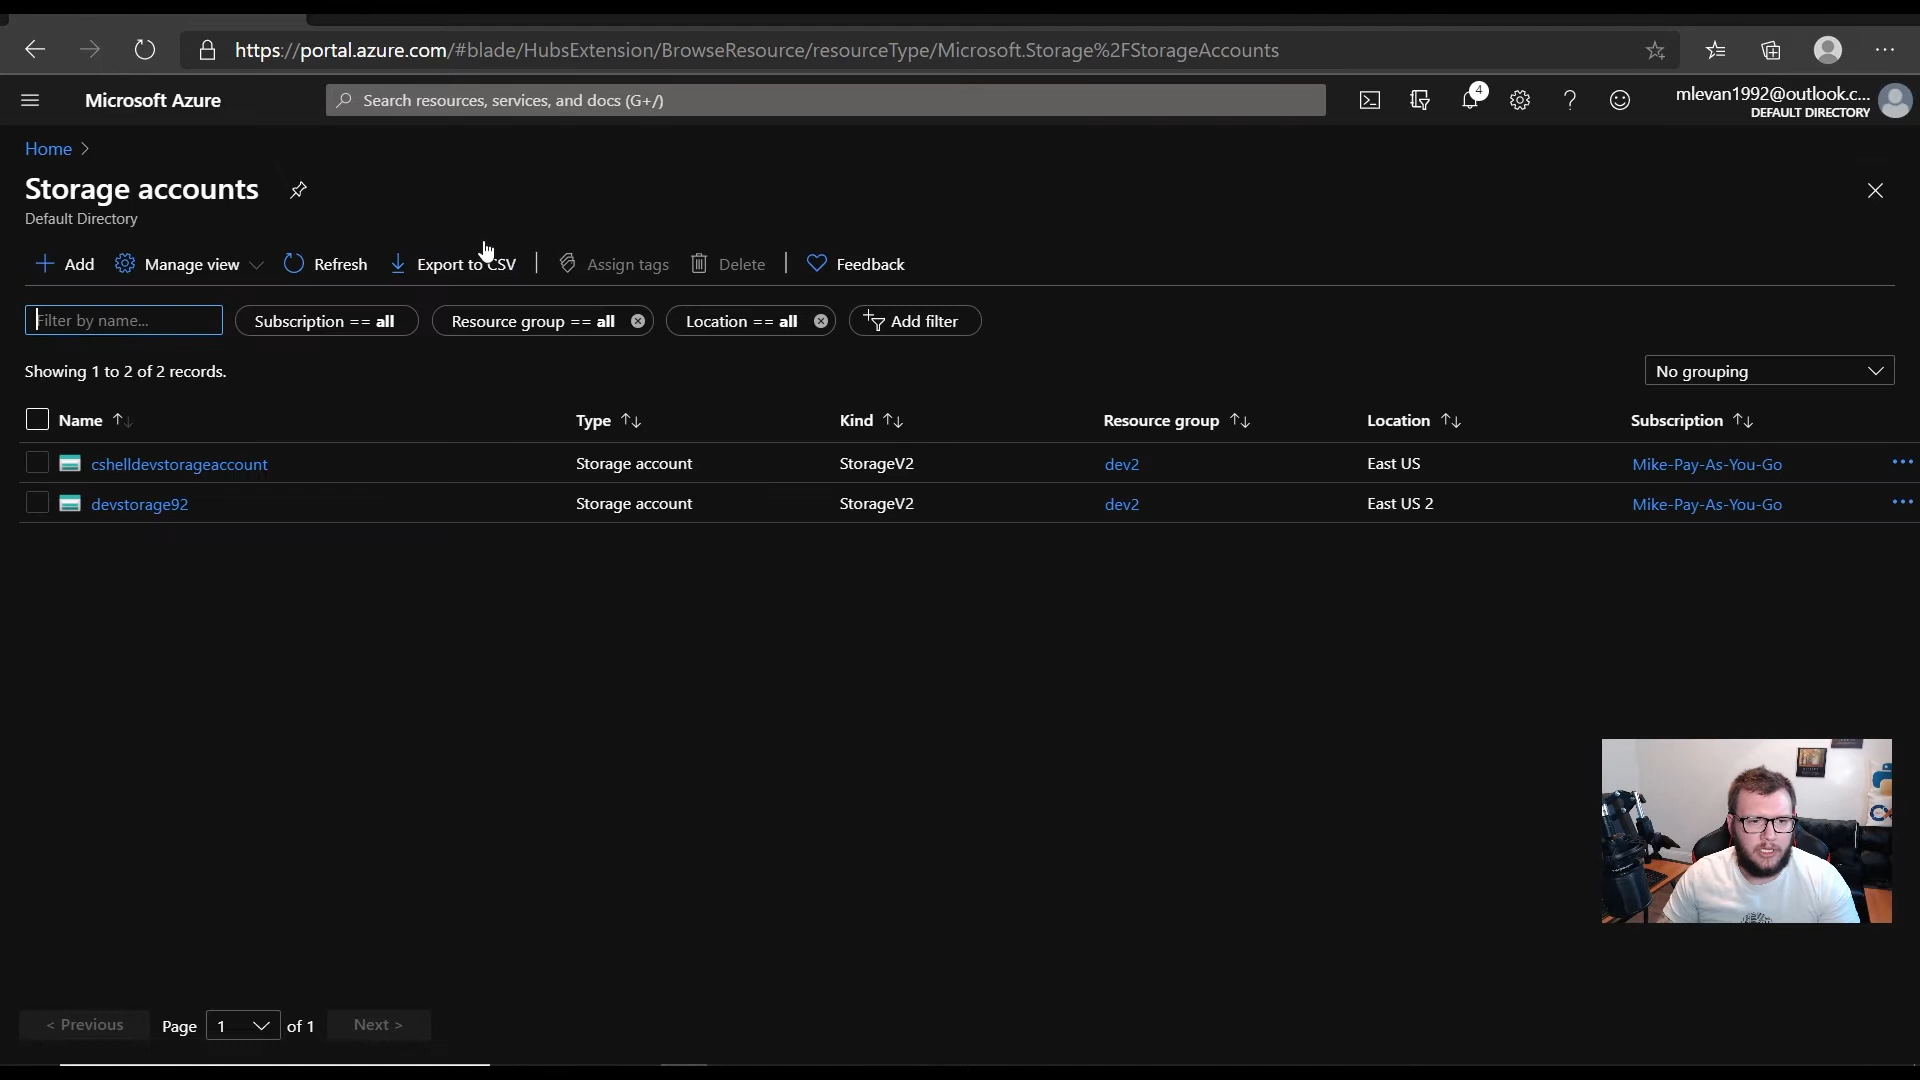 https://portal.azure.com/#blade/HubsExtension/BrowseResource/resourceType/Microsoft.Storage%2FStorageAccounts
Microsoft Azure
Search resources, services, and docs (G+/)
4
mlevan1992@outlook.c...
DEFAULT DIRECTORY
Home >
Storage accounts
Default Directory
Add Manage view Refresh Export to CSV Assign tags Delete Feedback
Filter by name... Subscription == all Resource group == all Location == all Add filter
Showing 1 to 2 of 2 records. No grouping
Name Type Kind Resource group Location Subscription
cshelldevstorageaccount Storage account StorageV2 dev2 East US Mike-Pay-As-You-Go ...
devstorage92 Storage account StorageV2 dev2 East US 2 Mike-Pay-As-You-Go ...
< Previous Page 1 of 1 Next >